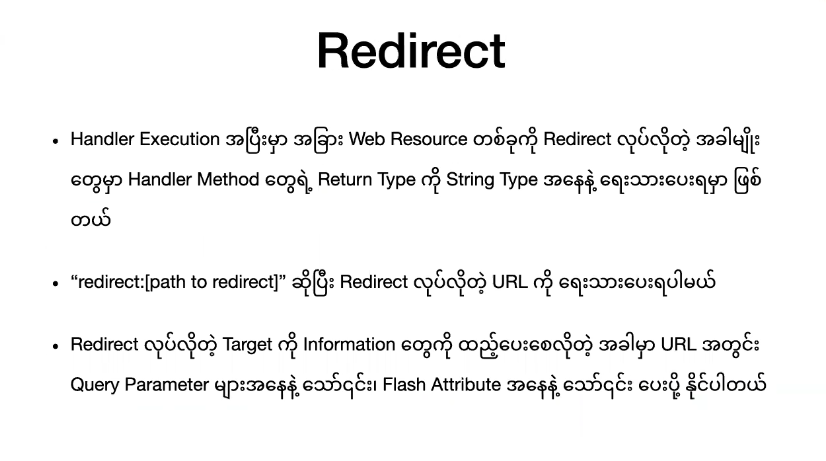 Redirect
• Handler Execution အပြီးမှာ အခြား Web Resource တစ်ခုကို Redirect လုပ်လိုတဲ့ အခါမျိုး
တွေမှာ Handler Method တွေရဲ့ Return Type ကို String Type အနေနဲ့ ရေးသားပေးရမှာ ဖြစ်
တယ်
• “redirect:[path to redirect]” ဆိုပြီး Redirect လုပ်လိုတဲ့ URL ကို ရေးသားပေးရပါမယ်
• Redirect လုပ်လိုတဲ့ Target ကို Information တွေကို ထည့်ပေးစေလိုတဲ့ အခါမှာ URL အတွင်း
Query Parameter များအနေနဲ့ သော်၎င်း၊ Flash Attribute အနေနဲ့ သော်၎င်း ပေးပို့ နိုင်ပါတယ်